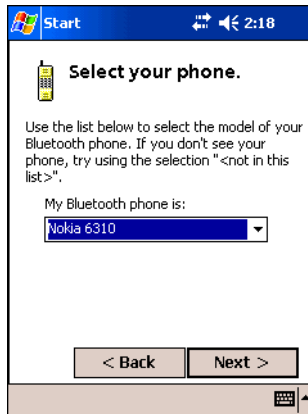 Start 2:18
Select your phone.
Use the list below to select the model of your
Bluetooth phone. If you don't see your
phone, try using the selection "<not in this
list>".
My Bluetooth phone is:
Nokia 6310
< Back Next >